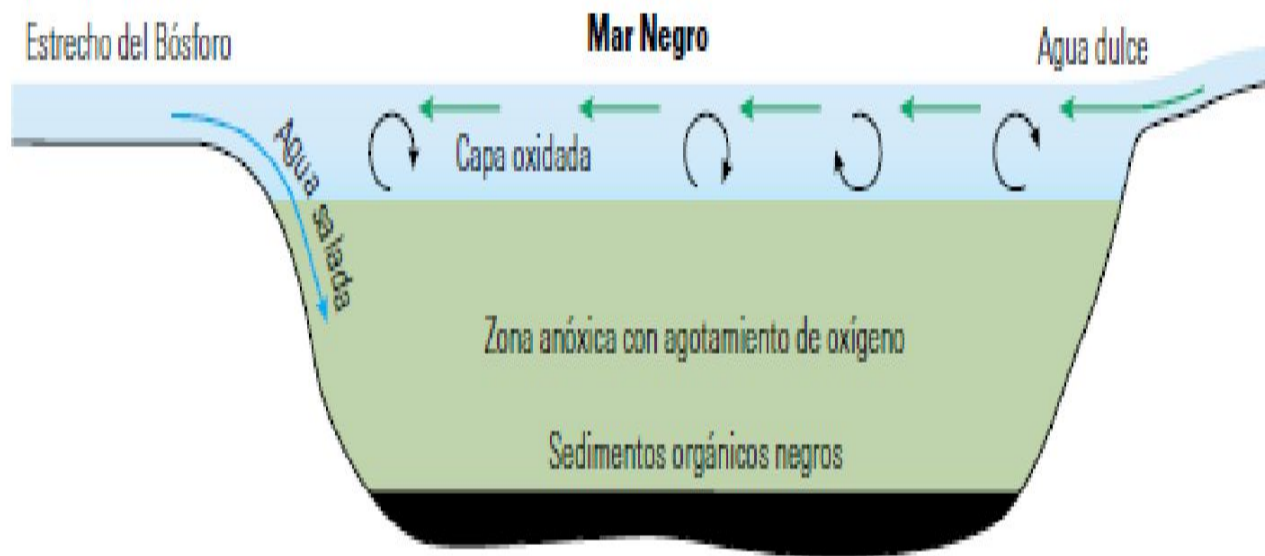 Estrecho del Bósforo
Mar Negro
Agua dulce
Agua salada
Capa oxidada
Zona anóxica con agotamiento de oxígeno
Sedimentos orgánicos negros